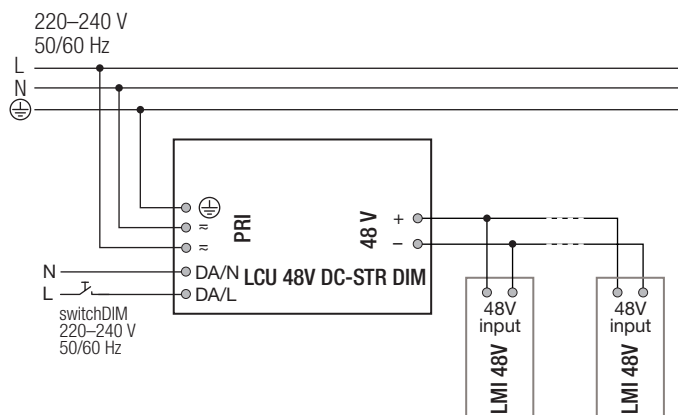 220–240 V
50/60 Hz
L
N
PRI
≂
≂
48 V
+
–
N
DA/N
LCU 48V DC-STR DIM
L
DA/L
switchDIM
220–240 V
50/60 Hz
48V
input
LMI 48V
48V
input
LMI 48V